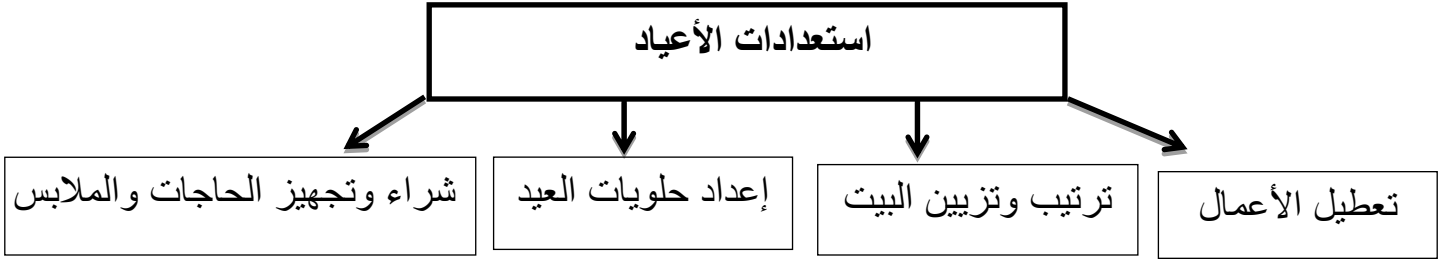 استعدادات الأعياد
تعطيل الأعمال
ترتيب وتزيين البيت
إعداد حلويات العيد
شراء وتجهيز الحاجات والملابس